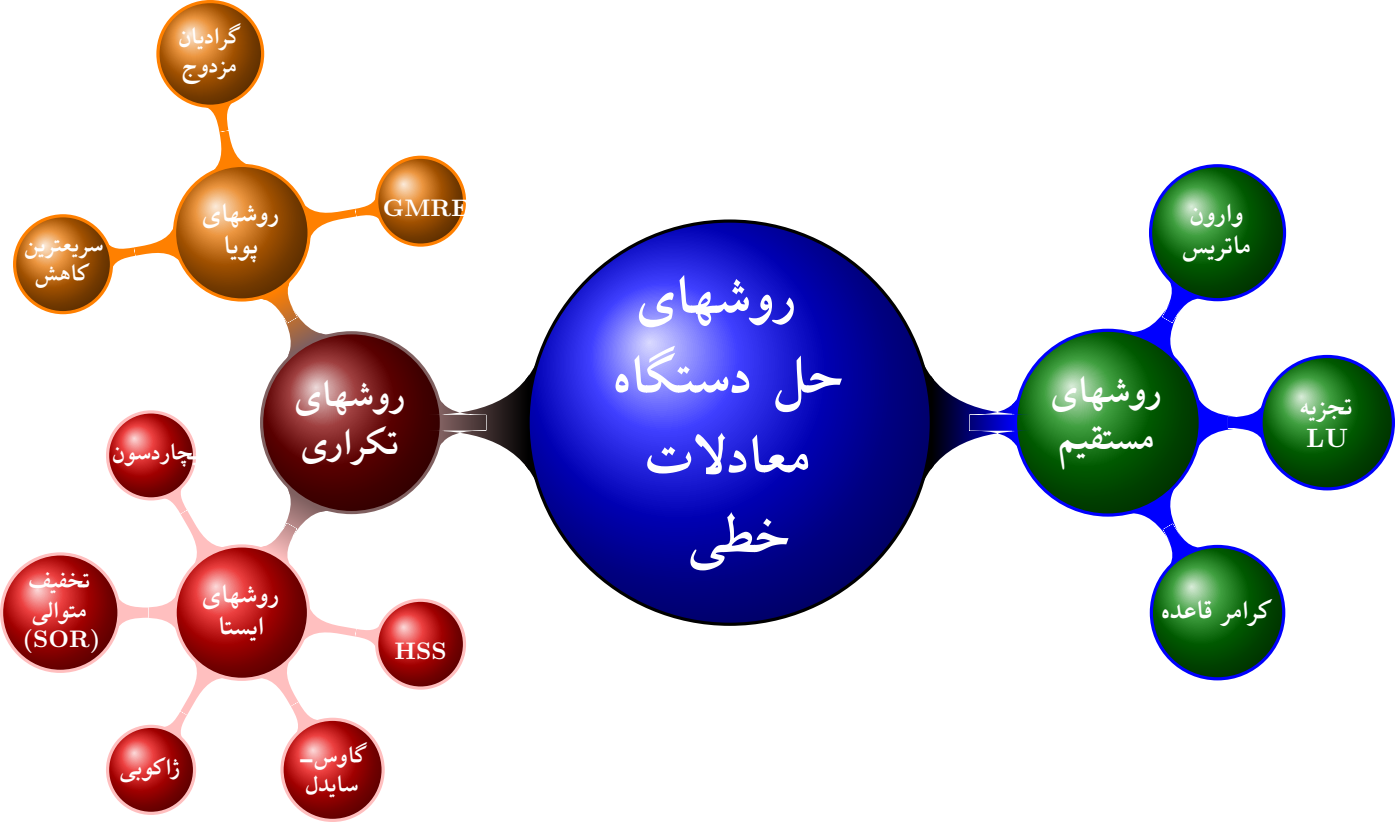 روشهای
حل دستگاه
معادلات
خطی
روشهای
مستقیم
وارون
ماتریس
تجزیه
LU
کرامر قاعده
روشهای
تکراری
روشهای
پویا
گرادیان
مزدوج
GMRE
سریعترین
کاهش
روشهای
ایستا
چاردسون
تخفیف
متوالی
(SOR)
ژاکوبی
گاوس-
سایدل
HSS